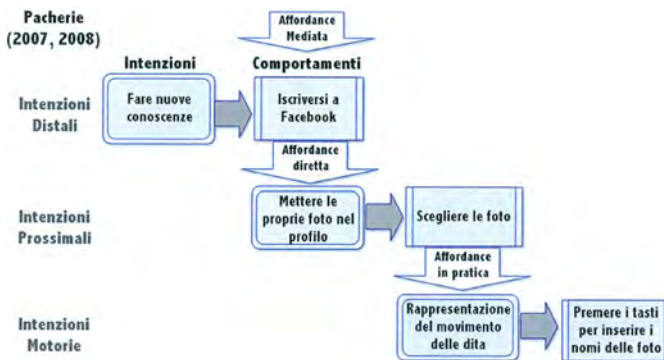 Pacherie
(2007, 2008)
Affordance
Mediata
Intenzioni
Comportamenti
Intenzioni
Distali
Fare nuove
conoscenze
Iscriversi a
Facebook
Affordance
diretta
Intenzioni
Prossimali
Mettere le
proprie foto nel
profilo
Scegliere le foto
Affordance
in pratica
Intenzioni
Motorie
Rappresentazione
del movimento
delle dita
Premere i tasti
per inserire i
nomi delle foto